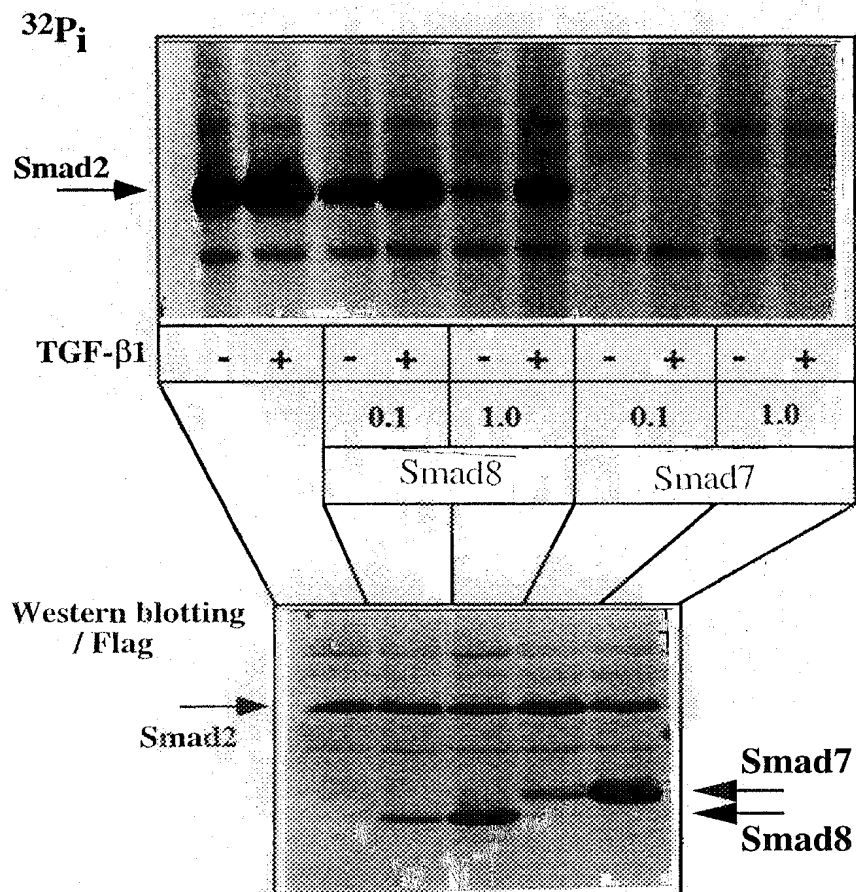 32Pi
Smad2
TGF-β1 - + - + - + - + - +
0.1 1.0 0.1 1.0
Smad8 Smad7
Western blotting
/ Flag
Smad2
Smad7
Smad8